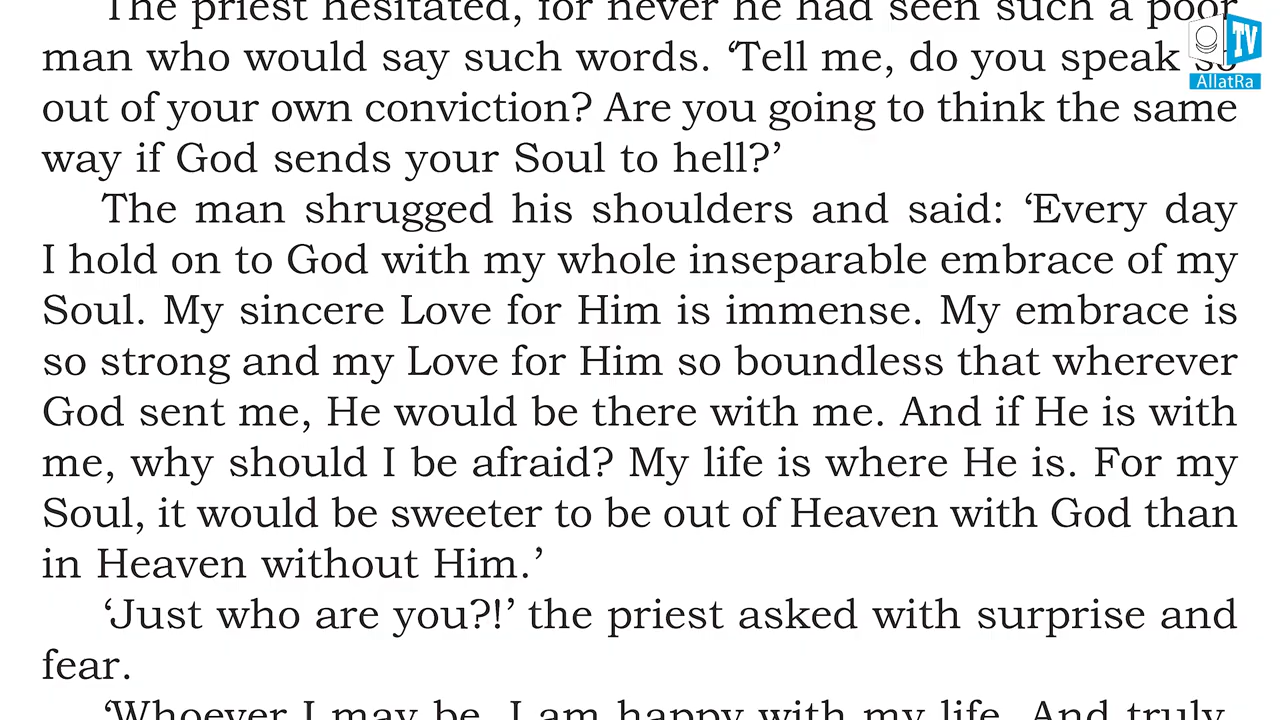 The priest hesitated, for never he had seen such a poor
man who would say such words. ‘Tell me, do you speak so
out of your own conviction? Are you going to think the same
way if God sends your Soul to hell?’
The man shrugged his shoulders and said: ‘Every day
I hold on to God with my whole inseparable embrace of my
Soul. My sincere Love for Him is immense. My embrace is
so strong and my Love for Him so boundless that wherever
God sent me, He would be there with me. And if He is with
me, why should I be afraid? My life is where He is. For my
Soul, it would be sweeter to be out of Heaven with God than
in Heaven without Him.’
‘Just who are you?!’ the priest asked with surprise and
fear.
‘Whoever I may be, I am happy with my life. And truly,
TV
AllatRa